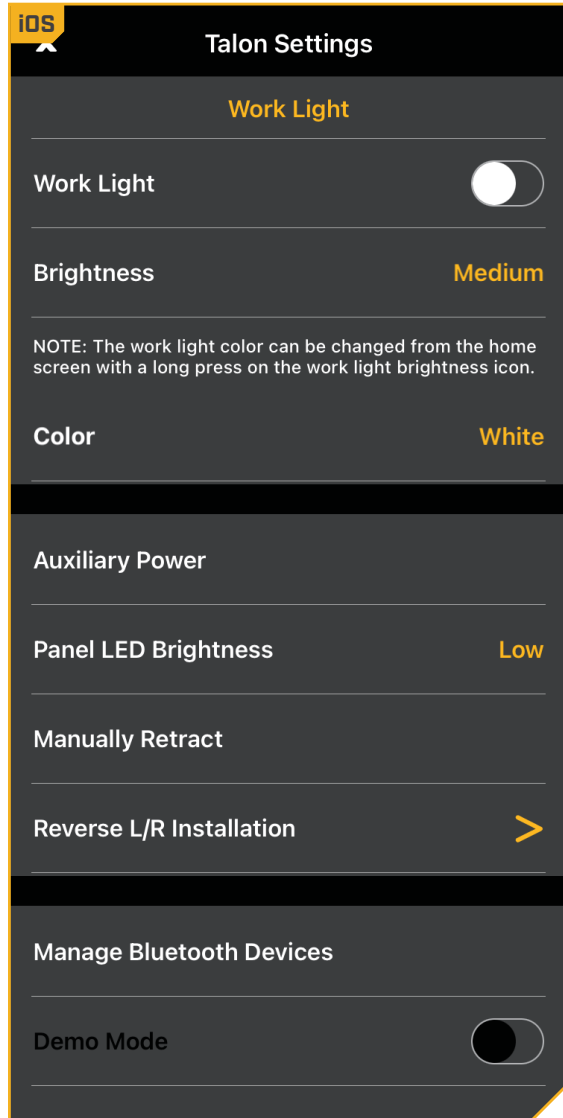 iOS
Talon Settings
Work Light
Work Light
Brightness Medium
NOTE: The work light color can be changed from the home
screen with a long press on the work light brightness icon.
Color White
Auxiliary Power
Panel LED Brightness Low
Manually Retract
Reverse L/R Installation >
Manage Bluetooth Devices
Demo Mode